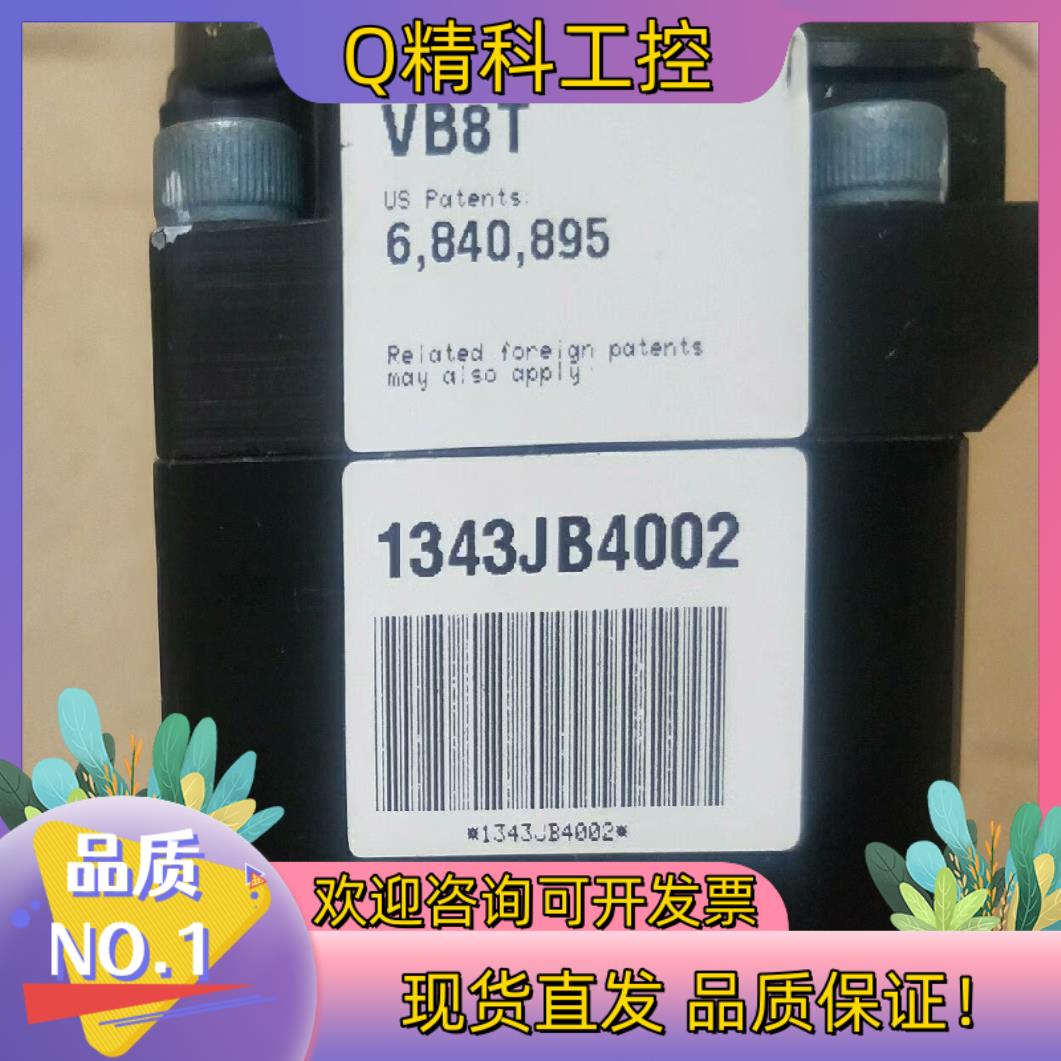 Q精科工控
VB8T
US Patents:
6,840,895
Related foreign patents
may also apply
1343JB4002
*1343JB4002*
品质
NO.1
欢迎咨询可开发票
现货直发 品质保证!